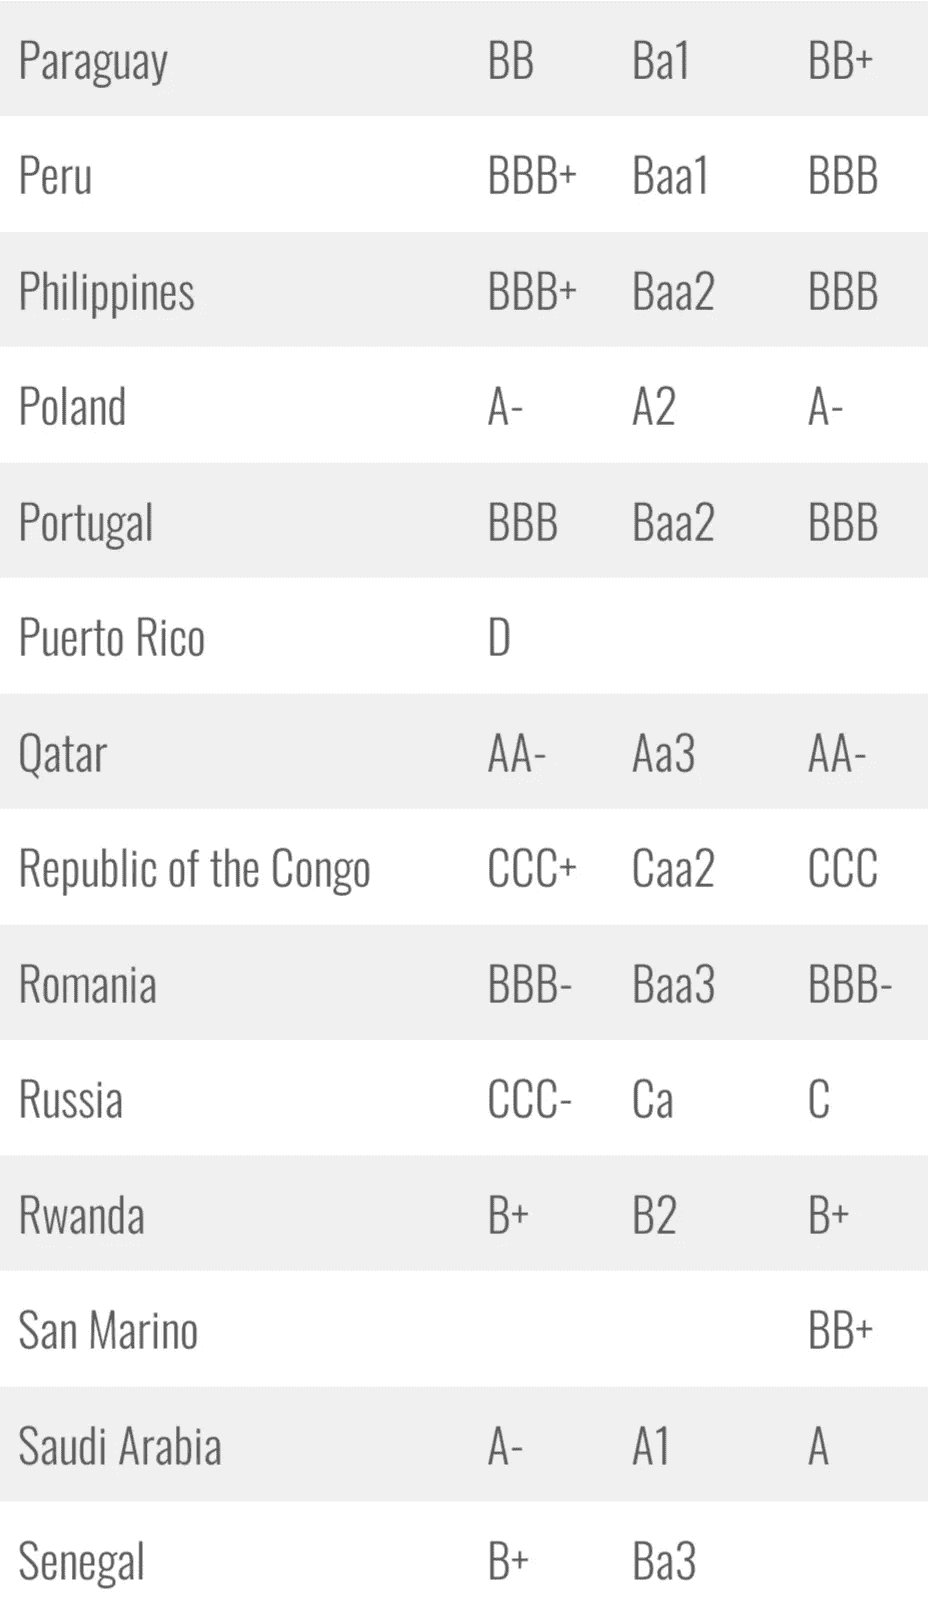 Paraguay BB Ba1 BB+
Peru BBB+ Baa1 BBB
Philippines BBB+ Baa2 BBB
Poland A- A2 A-
Portugal BBB Baa2 BBB
Puerto Rico D
Qatar AA- Aa3 AA-
Republic of the Congo CCC+ Caa2 CCC
Romania BBB- Baa3 BBB-
Russia CCC- Ca C
Rwanda B+ B2 B+
San Marino BB+
Saudi Arabia A- A1 A
Senegal B+ Ba3